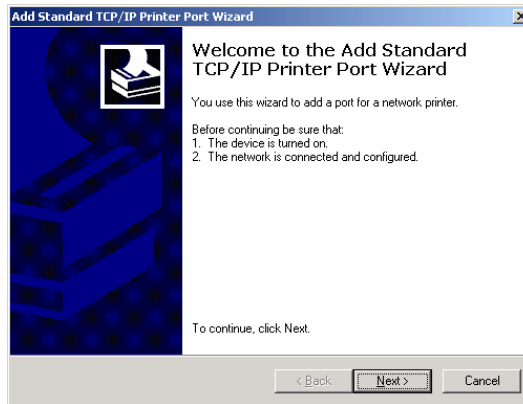 Add Standard TCP/IP Printer Port Wizard
Welcome to the Add Standard
TCP/IP Printer Port Wizard
You use this wizard to add a port for a network printer.
Before continuing be sure that:
1. The device is turned on.
2. The network is connected and configured.
To continue, click Next.
< Back Next > Cancel